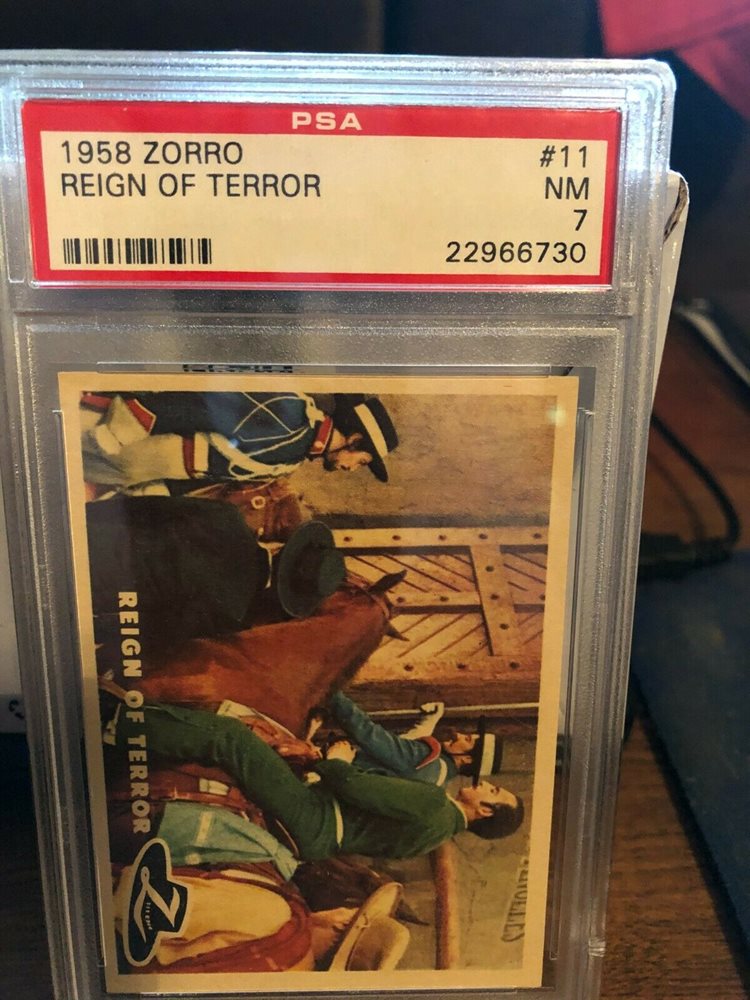 PSA
1958 ZORRO #11
REIGN OF TERROR NM
7
22966730
REIGN OF TERROR
Z